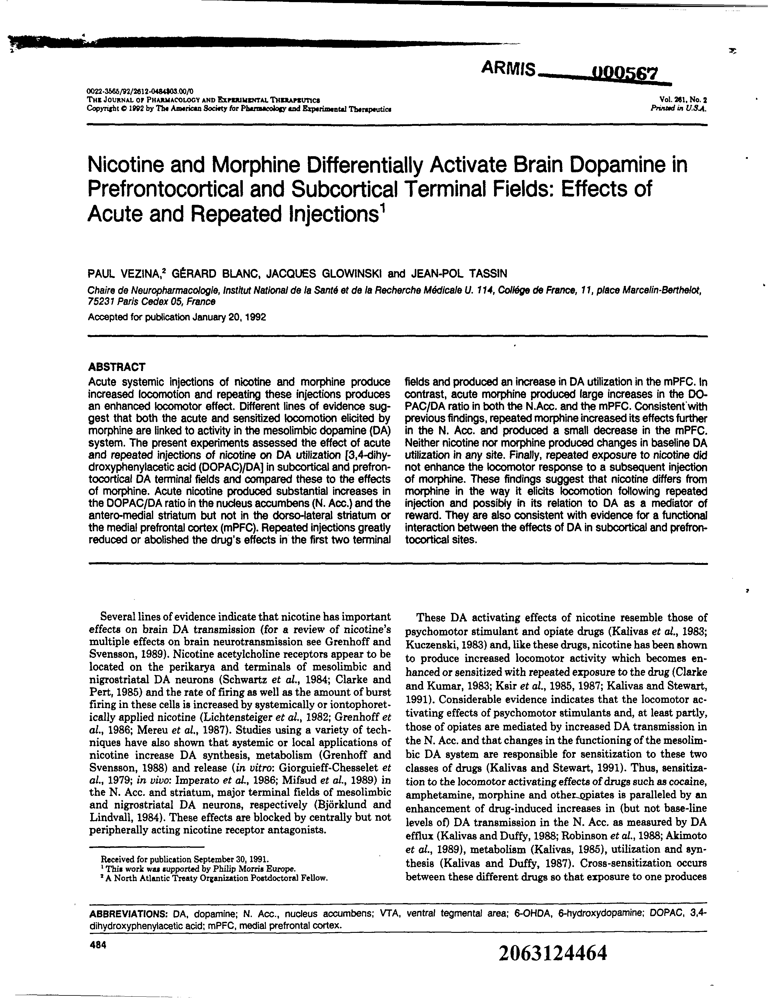 ARMIS 000567
0022-3565/92/2612-0484$03.00/0
THE JOURNAL OF PHARMACOLOGY AND EXPERIMENTAL THERAPEUTICS
Copyright © 1992 by The American Society for Pharmacology and Experimental Therapeutics
Vol. 261, No. 2
Printed in U.S.A.
Nicotine and Morphine Differentially Activate Brain Dopamine in
Prefrontocortical and Subcortical Terminal Fields: Effects of
Acute and Repeated Injections¹
PAUL VEZINA,² GÉRARD BLANC, JACQUES GLOWINSKI and JEAN-POL TASSIN
Chaire de Neuropharmacologie, Institut National de la Santé et de la Recherche Médicale U. 114, Collége de France, 11, place Marcelin-Berthelot,
75231 Paris Cedex 05, France
Accepted for publication January 20, 1992
ABSTRACT
Acute systemic injections of nicotine and morphine produce
increased locomotion and repeating these injections produces
an enhanced locomotor effect. Different lines of evidence sug-
gest that both the acute and sensitized locomotion elicited by
morphine are linked to activity in the mesolimbic dopamine (DA)
system. The present experiments assessed the effect of acute
and repeated injections of nicotine on DA utilization [3,4-dihy-
droxyphenylacetic acid (DOPAC)/DA] in subcortical and prefron-
tocortical DA terminal fields and compared these to the effects
of morphine. Acute nicotine produced substantial increases in
the DOPAC/DA ratio in the nucleus accumbens (N. Acc.) and the
antero-medial striatum but not in the dorso-lateral striatum or
the medial prefrontal cortex (mPFC). Repeated injections greatly
reduced or abolished the drug's effects in the first two terminal
fields and produced an increase in DA utilization in the mPFC. In
contrast, acute morphine produced large increases in the DO-
PAC/DA ratio in both the N.Acc. and the mPFC. Consistent with
previous findings, repeated morphine increased its effects further
in the N. Acc. and produced a small decrease in the mPFC.
Neither nicotine nor morphine produced changes in baseline DA
utilization in any site. Finally, repeated exposure to nicotine did
not enhance the locomotor response to a subsequent injection
of morphine. These findings suggest that nicotine differs from
morphine in the way it elicits locomotion following repeated
injection and possibly in its relation to DA as a mediator of
reward. They are also consistent with evidence for a functional
interaction between the effects of DA in subcortical and prefron-
tocortical sites.
Several lines of evidence indicate that nicotine has important
effects on brain DA transmission (for a review of nicotine's
multiple effects on brain neurotransmission see Grenhoff and
Svensson, 1989). Nicotine acetylcholine receptors appear to be
located on the perikarya and terminals of mesolimbic and
nigrostriatal DA neurons (Schwartz et al., 1984; Clarke and
Pert, 1985) and the rate of firing as well as the amount of burst
firing in these cells is increased by systemically or iontophoret-
ically applied nicotine (Lichtensteiger et al., 1982; Grenhoff et
al., 1986; Mereu et al., 1987). Studies using a variety of tech-
niques have also shown that systemic or local applications of
nicotine increase DA synthesis, metabolism (Grenhoff and
Svensson, 1988) and release (in vitro: Giorguieff-Chesselet et
al., 1979; in vivo: Imperato et al., 1986; Mifsud et al., 1989) in
the N. Acc. and striatum, major terminal fields of mesolimbic
and nigrostriatal DA neurons, respectively (Björklund and
Lindvall, 1984). These effects are blocked by centrally but not
peripherally acting nicotine receptor antagonists.
Received for publication September 30, 1991.
¹ This work was supported by Philip Morris Europe.
² A North Atlantic Treaty Organization Postdoctoral Fellow.
These DA activating effects of nicotine resemble those of
psychomotor stimulant and opiate drugs (Kalivas et al., 1983;
Kuczenski, 1983) and, like these drugs, nicotine has been shown
to produce increased locomotor activity which becomes en-
hanced or sensitized with repeated exposure to the drug (Clarke
and Kumar, 1983; Ksir et al., 1985, 1987; Kalivas and Stewart,
1991). Considerable evidence indicates that the locomotor ac-
tivating effects of psychomotor stimulants and, at least partly,
those of opiates are mediated by increased DA transmission in
the N. Acc. and that changes in the functioning of the mesolim-
bic DA system are responsible for sensitization to these two
classes of drugs (Kalivas and Stewart, 1991). Thus, sensitiza-
tion to the locomotor activating effects of drugs such as cocaine,
amphetamine, morphine and other opiates is paralleled by an
enhancement of drug-induced increases in (but not base-line
levels of) DA transmission in the N. Acc. as measured by DA
efflux (Kalivas and Duffy, 1988; Robinson et al., 1988; Akimoto
et al., 1989), metabolism (Kalivas, 1985), utilization and syn-
thesis (Kalivas and Duffy, 1987). Cross-sensitization occurs
between these different drugs so that exposure to one produces
ABBREVIATIONS: DA, dopamine; N. Acc., nucleus accumbens; VTA, ventral tegmental area; 6-OHDA, 6-hydroxydopamine; DOPAC, 3,4-
dihydroxyphenylacetic acid; mPFC, medial prefrontal cortex.
484
2063124464